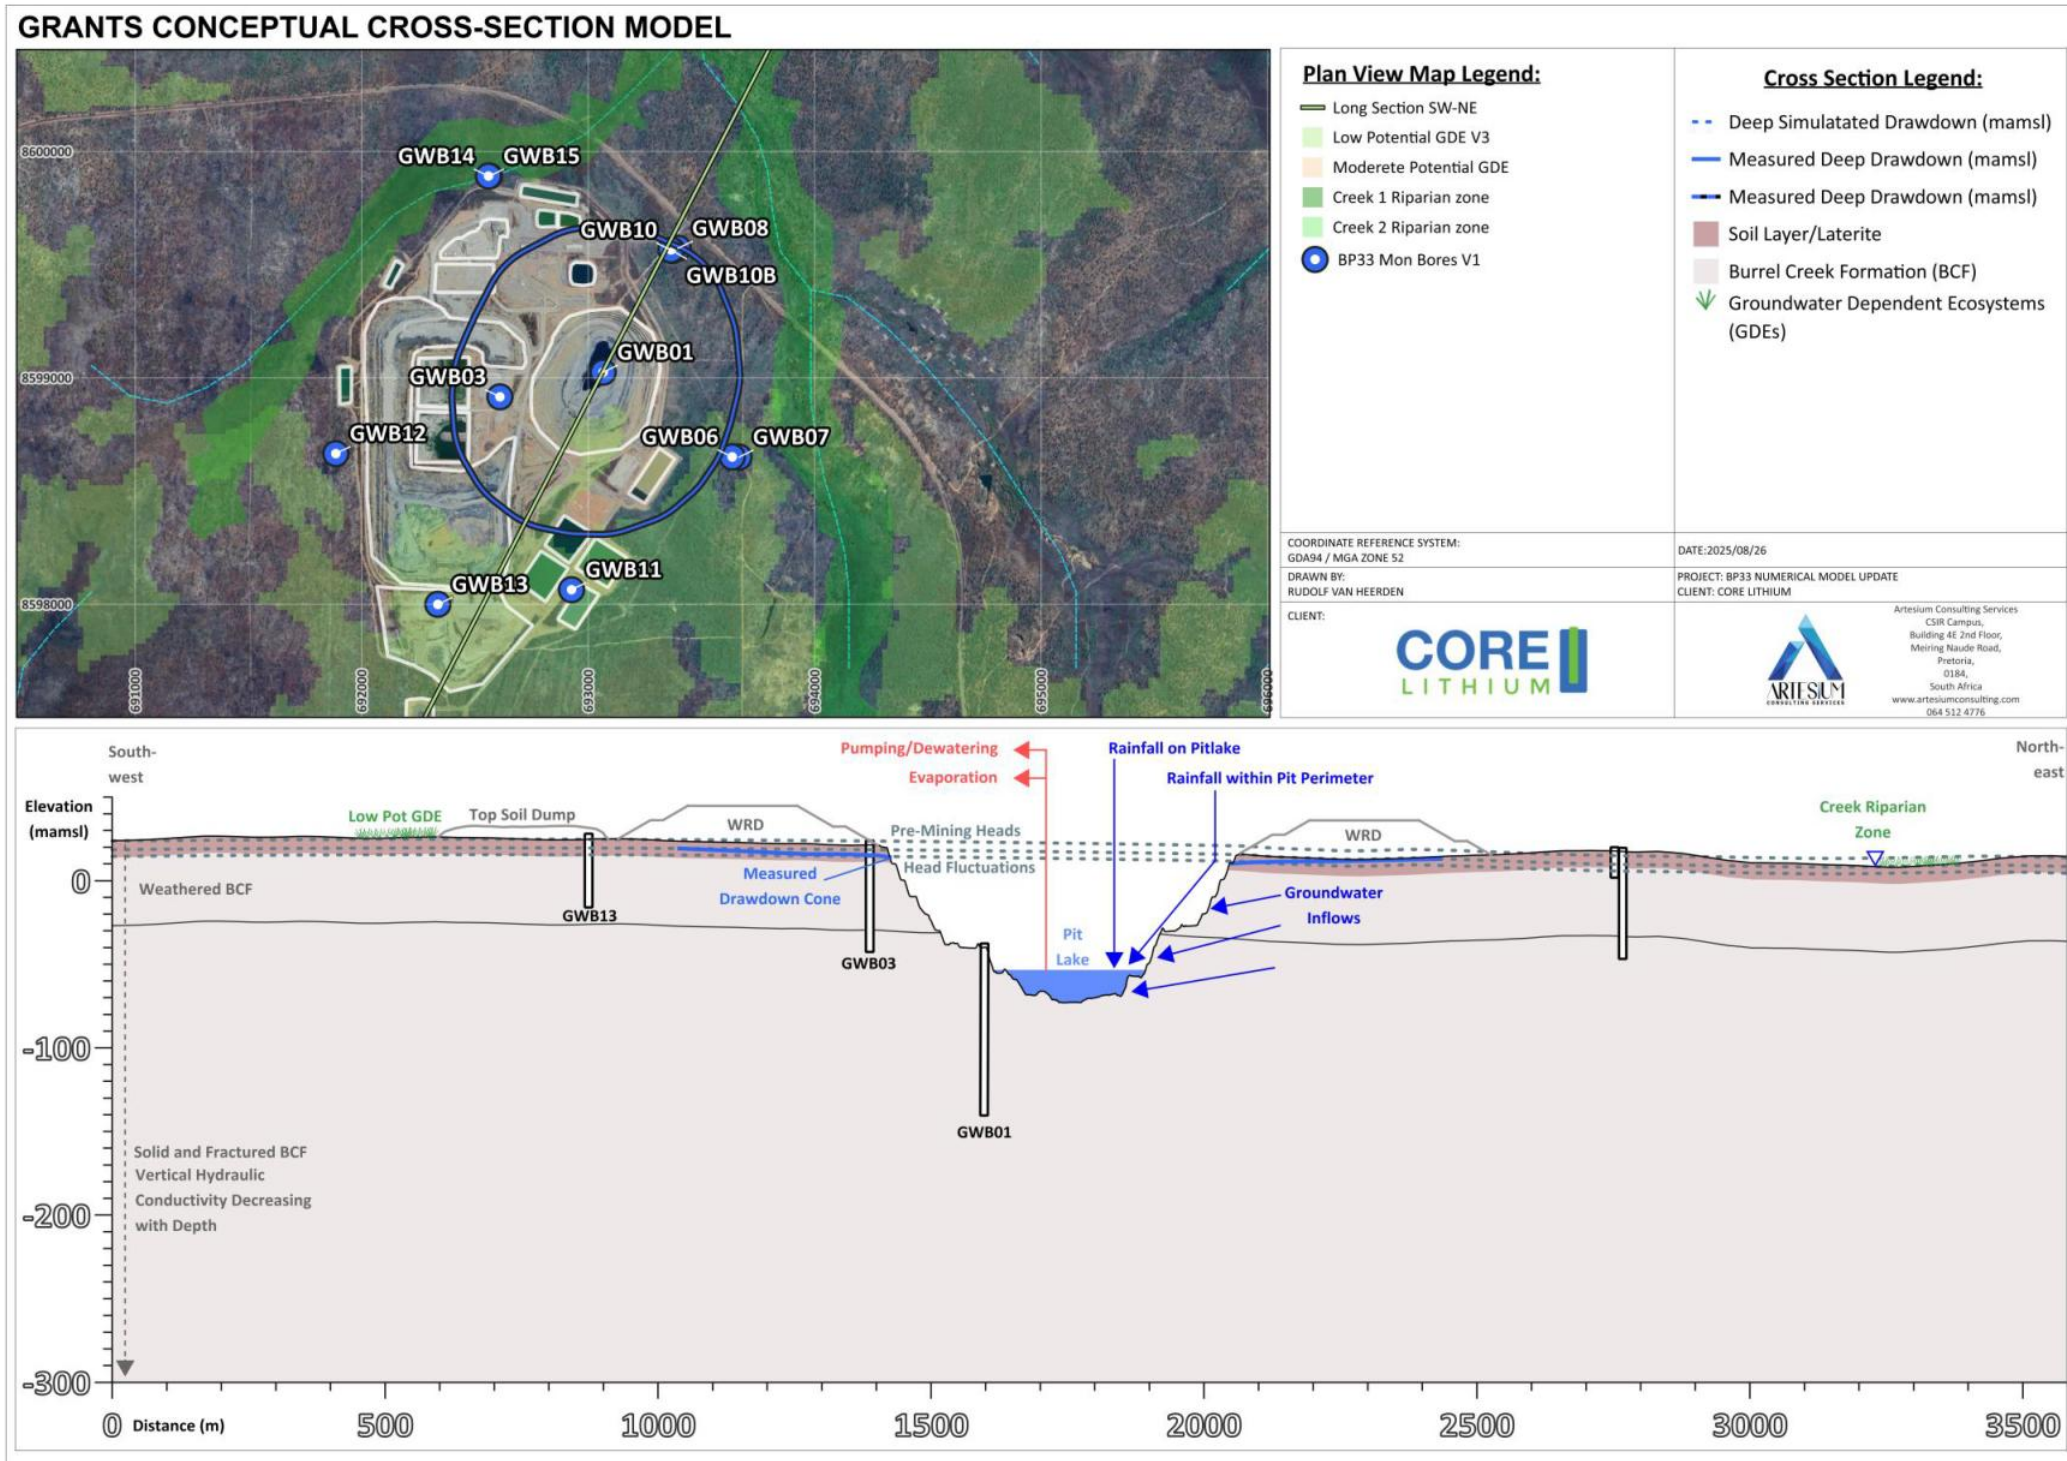 GRANTS CONCEPTUAL CROSS-SECTION MODEL
8600000
8599000
8598000
691000
692000
693000
694000
695000
696000
GWB14
GWB15
GWB10
GWB08
GWB10B
GWB01
GWB03
GWB12
GWB06
GWB07
GWB13
GWB11
Plan View Map Legend:
Long Section SW-NE
Low Potential GDE V3
Moderete Potential GDE
Creek 1 Riparian zone
Creek 2 Riparian zone
BP33 Mon Bores V1
Cross Section Legend:
Deep Simulatated Drawdown (mamsl)
Measured Deep Drawdown (mamsl)
Measured Deep Drawdown (mamsl)
Soil Layer/Laterite
Burrel Creek Formation (BCF)
Groundwater Dependent Ecosystems
(GDEs)
COORDINATE REFERENCE SYSTEM:
GDA94 / MGA ZONE 52
DATE:2025/08/26
DRAWN BY:
RUDOLF VAN HEERDEN
PROJECT: BP33 NUMERICAL MODEL UPDATE
CLIENT: CORE LITHIUM
CLIENT:
CORE
LITHIUM
ARTESIUM
CONSULTING SERVICES
Artesium Consulting Services
CSIR Campus,
Building 4E 2nd Floor,
Meiring Naude Road,
Pretoria,
0184,
South Africa
www.artesiumconsulting.com
064 512 4776
South-
west
North-
east
Pumping/Dewatering
Evaporation
Rainfall on Pitlake
Rainfall within Pit Perimeter
Elevation
(mamsl)
Low Pot GDE
Top Soil Dump
WRD
Pre-Mining Heads
Head Fluctuations
WRD
Creek Riparian
Zone
Weathered BCF
Measured
Drawdown Cone
Groundwater
Inflows
Pit
Lake
GWB13
GWB03
GWB01
Solid and Fractured BCF
Vertical Hydraulic
Conductivity Decreasing
with Depth
0
-100
-200
-300
0
Distance (m)
500
1000
1500
2000
2500
3000
3500